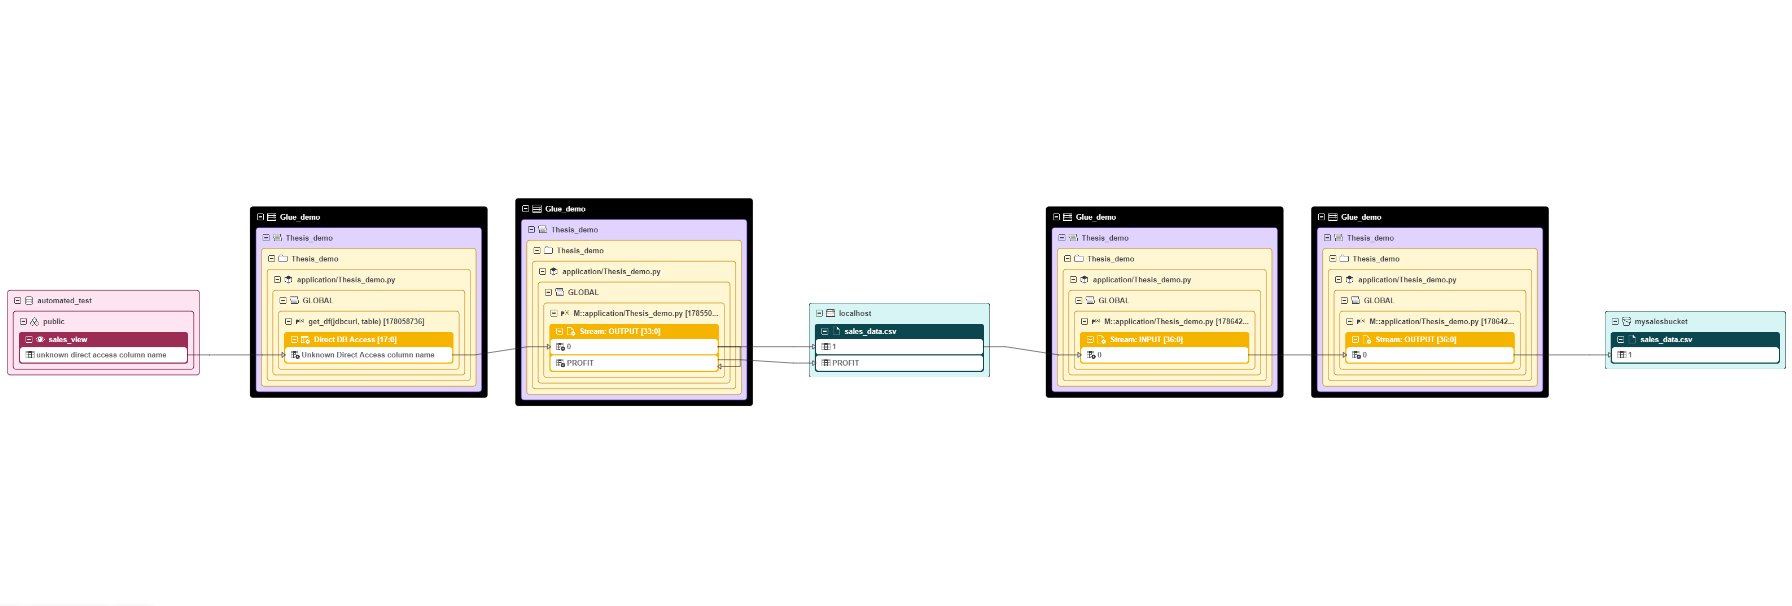 automated_test
public
sales_view
unknown direct access column name
Glue_demo
Thesis_demo
Thesis_demo
application/Thesis_demo.py
GLOBAL
get_df(jdbcurl, table) [178058736]
Direct DB Access [17:0]
Unknown Direct Access column name
Glue_demo
Thesis_demo
Thesis_demo
application/Thesis_demo.py
GLOBAL
M::application/Thesis_demo.py [178550...
Stream: OUTPUT [33:0]
0
PROFIT
localhost
sales_data.csv
1
PROFIT
Glue_demo
Thesis_demo
Thesis_demo
application/Thesis_demo.py
GLOBAL
M::application/Thesis_demo.py [178642...
Stream: INPUT [36:0]
0
Glue_demo
Thesis_demo
Thesis_demo
application/Thesis_demo.py
GLOBAL
M::application/Thesis_demo.py [178642...
Stream: OUTPUT [36:0]
0
mysalesbucket
sales_data.csv
1